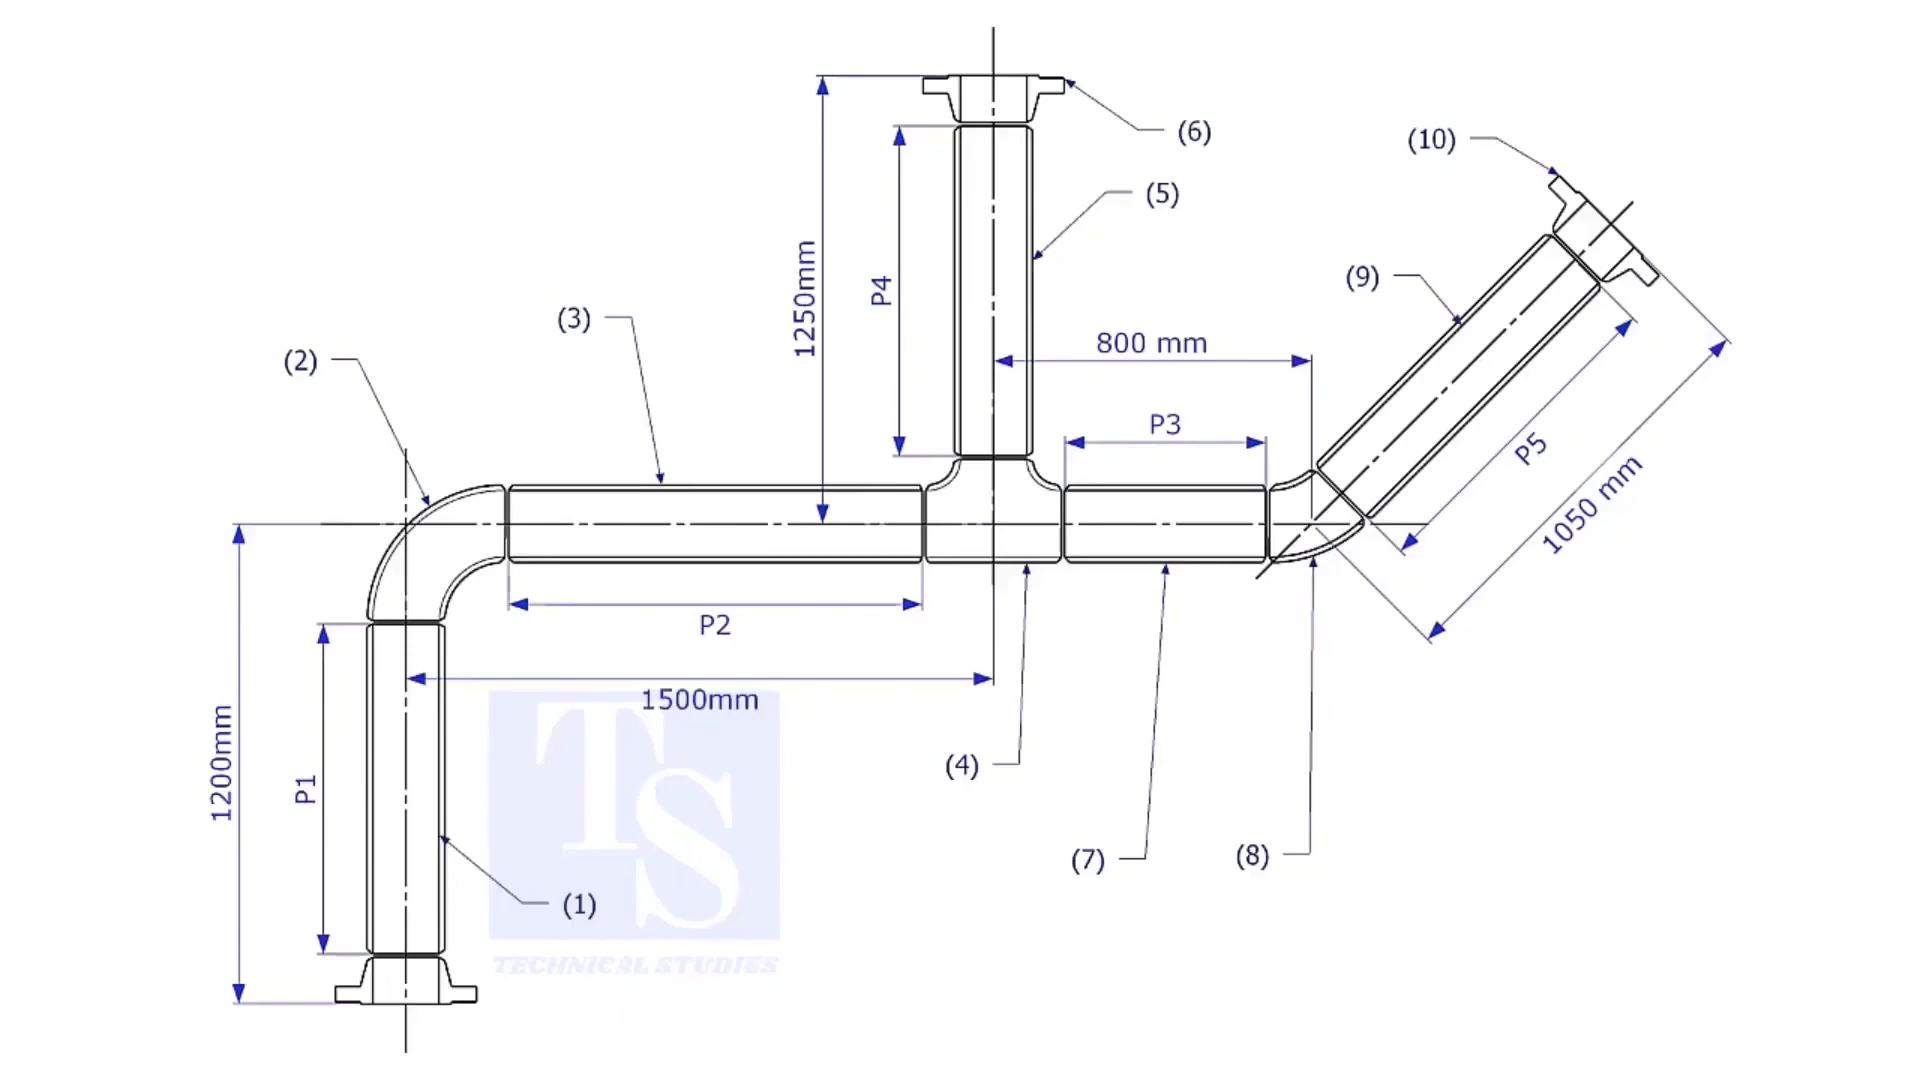 (6)
(10)
(5)
1250mm
P4
(9)
(3)
800 mm
(2)
P3
P5
1050 mm
P2
1500mm
1200mm
P1
(4)
(7)
(8)
(1)
TS
TECHNICAL STUDIES